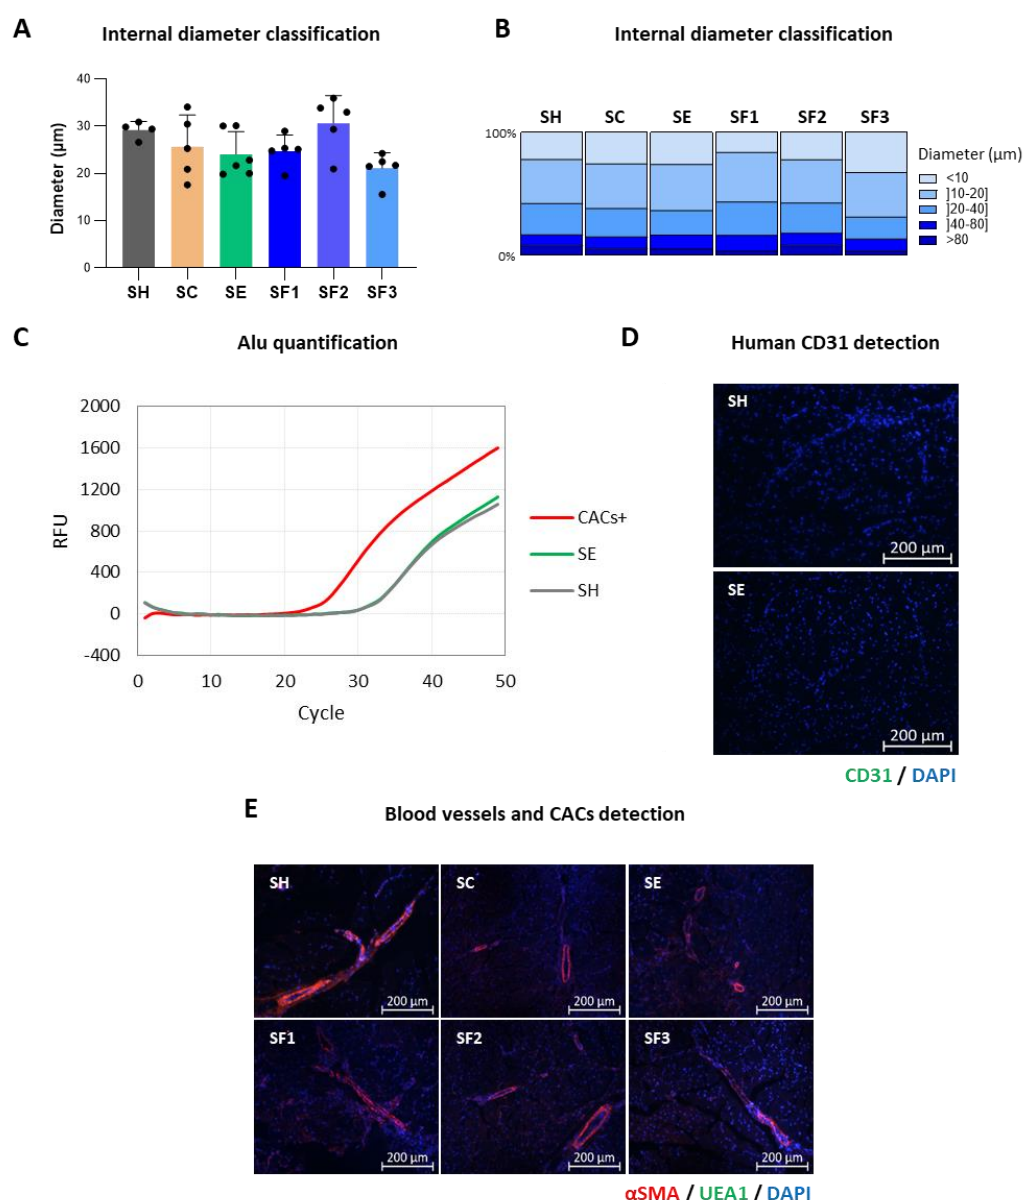 A
Internal diameter classification
Diameter (µm)
40
30
20
10
0
SH SC SE SF1 SF2 SF3
B
Internal diameter classification
SH SC SE SF1 SF2 SF3
100%
0%
Diameter (µm)
<10
]10-20]
]20-40]
]40-80]
>80
C
Alu quantification
RFU
2000
1600
1200
800
400
0
-400
0 10 20 30 40 50
Cycle
CACs+
SE
SH
D
Human CD31 detection
SH
200 µm
SE
200 µm
CD31 / DAPI
E
Blood vessels and CACs detection
SH SC SE
200 µm 200 µm 200 µm
SF1 SF2 SF3
200 µm 200 µm 200 µm
αSMA / UEA1 / DAPI